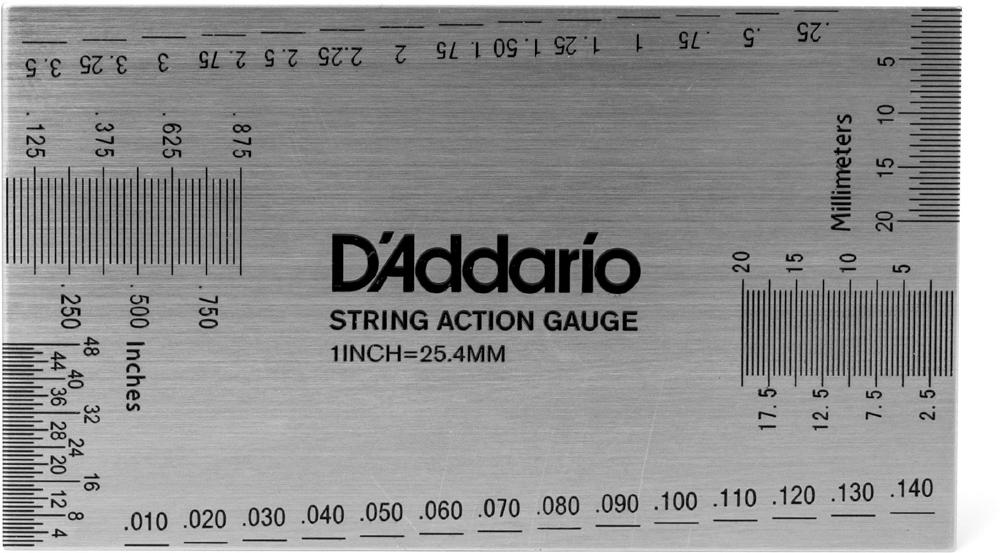 3.5 3.25 3 2.75 2.5 2.25 2 1.75 1.50 1.25 1 .75 .5 .25
.125 .375 .625 .875
.250 .500 .750
Inches
48 44 40 36 32 28 24 20 16 12 8 4
D'Addario
STRING ACTION GAUGE
1INCH=25.4MM
5 10 15 20
Millimeters
20 15 10 5
17.5 12.5 7.5 2.5
.010 .020 .030 .040 .050 .060 .070 .080 .090 .100 .110 .120 .130 .140